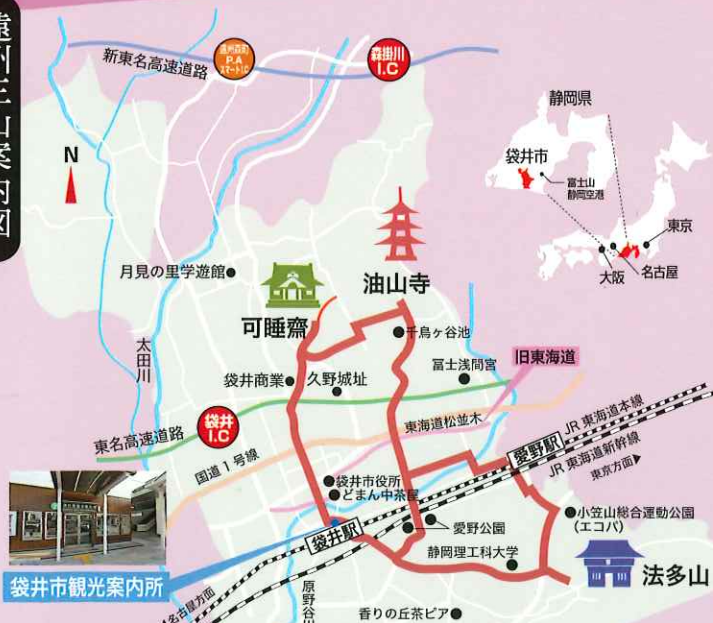 遠州三山案内図
新東名高速道路
遠州森町
P.A
スマートIC
森掛川
I.C
静岡県
袋井市
富士山
静岡空港
東京
名古屋
大阪
N
月見の里学遊館
可睡齋
油山寺
千鳥ヶ谷池
太田川
袋井商業
久野城址
富士浅間宮
旧東海道
袋井
I.C
東名高速道路
東海道松並木
国道1号線
愛野駅
JR 東海道本線
JR 東海道新幹線
東京方面
袋井市役所
どまん中茶屋
袋井駅
愛野公園
小笠山総合運動公園
(エコパ)
静岡理工科大学
法多山
袋井市観光案内所
名古屋方面
原野谷川
香りの丘茶ピア